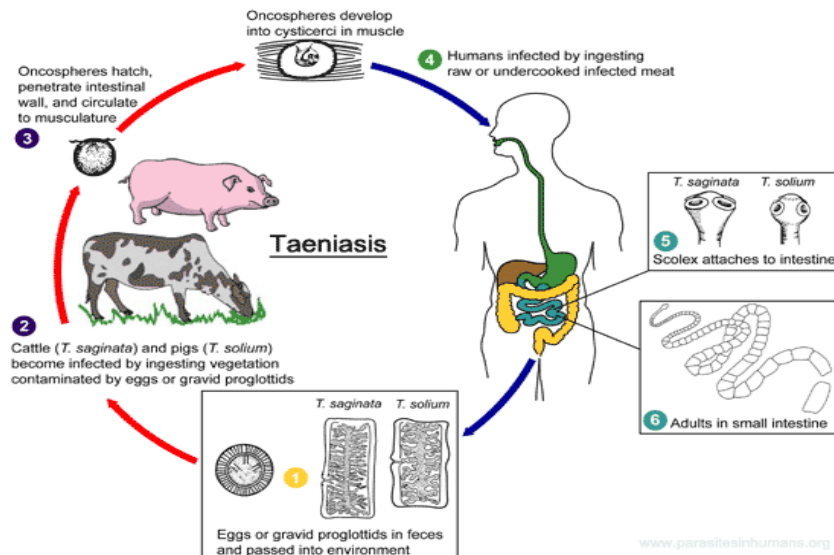 Oncospheres develop
into cysticerci in muscle
4 Humans infected by ingesting
raw or undercooked infected meat
Oncospheres hatch,
penetrate intestinal
wall, and circulate
to musculature
3
T. saginata T. solium
5
Scolex attaches to intestine
Taeniasis
2
Cattle (T. saginata) and pigs (T. solium)
become infected by ingesting vegetation
contaminated by eggs or gravid proglottids
6 Adults in small intestine
T. saginata T. solium
1
Eggs or gravid proglottids in feces
and passed into environment
www.parasitesinhumans.org